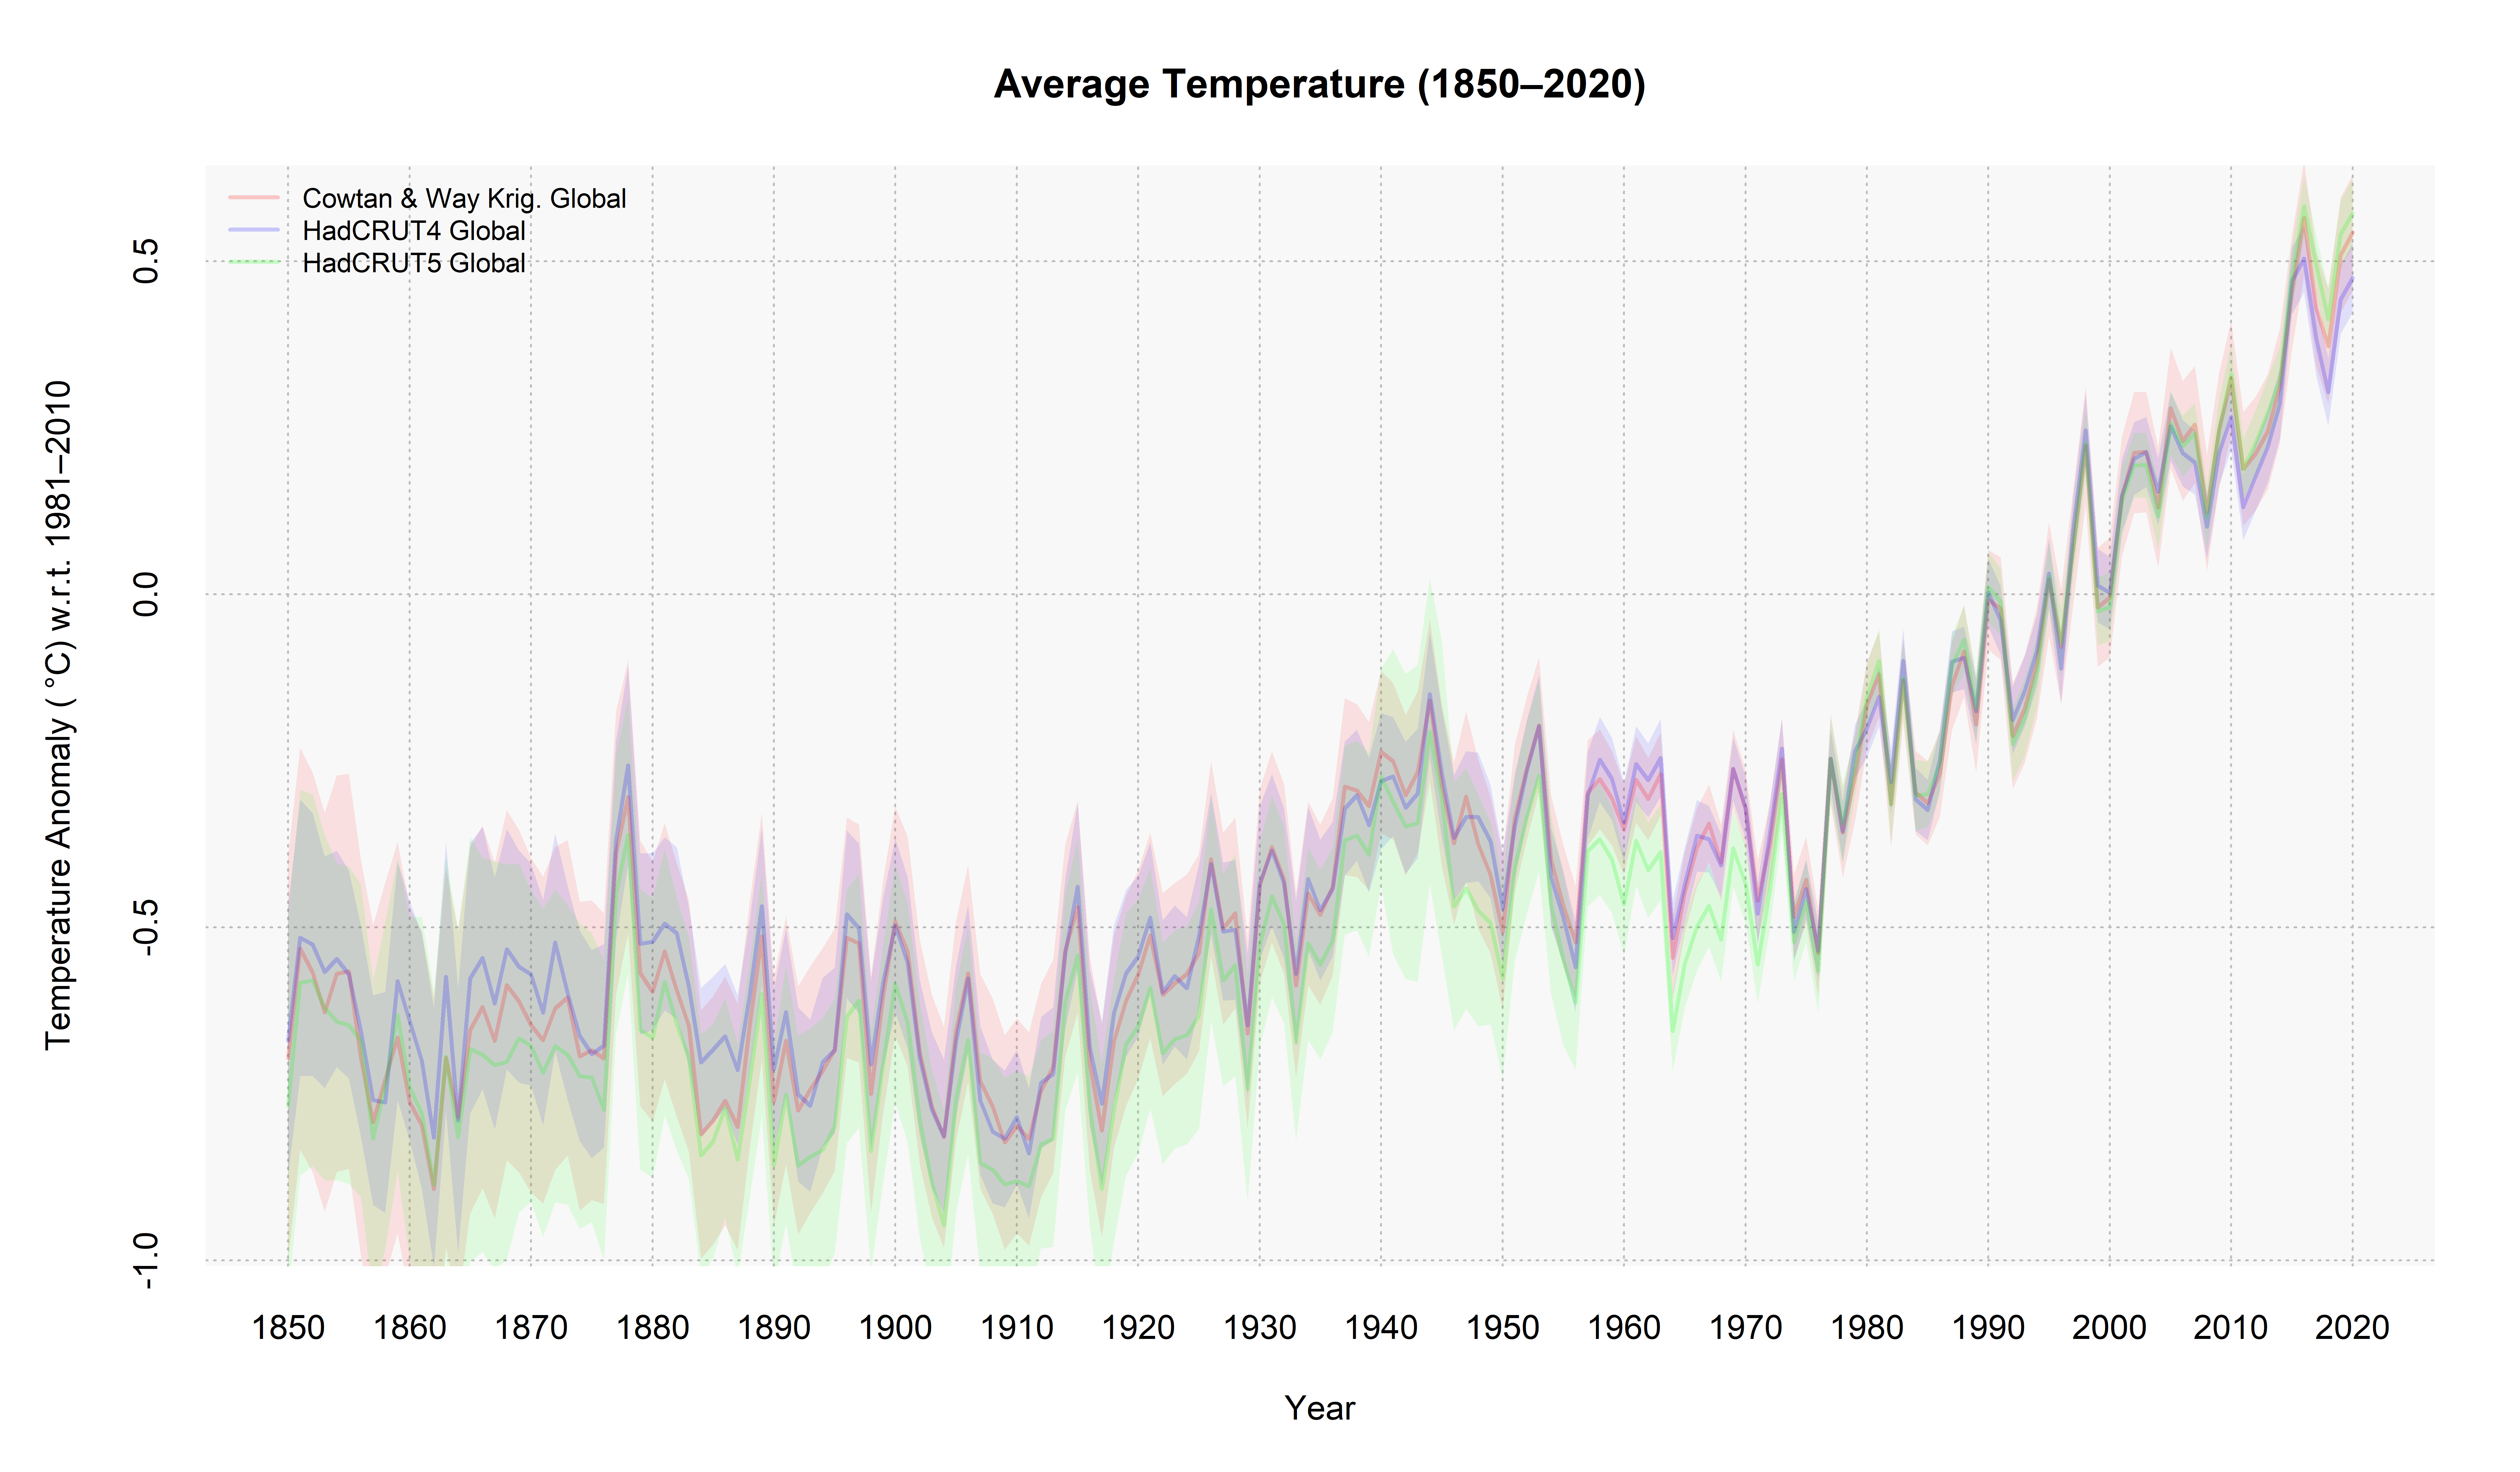 Average Temperature (1850–2020)
Cowtan & Way Krig. Global
HadCRUT4 Global
HadCRUT5 Global
Temperature Anomaly ( °C) w.r.t. 1981–2010
0.5
0.0
-0.5
-1.0
1850 1860 1870 1880 1890 1900 1910 1920 1930 1940 1950 1960 1970 1980 1990 2000 2010 2020
Year